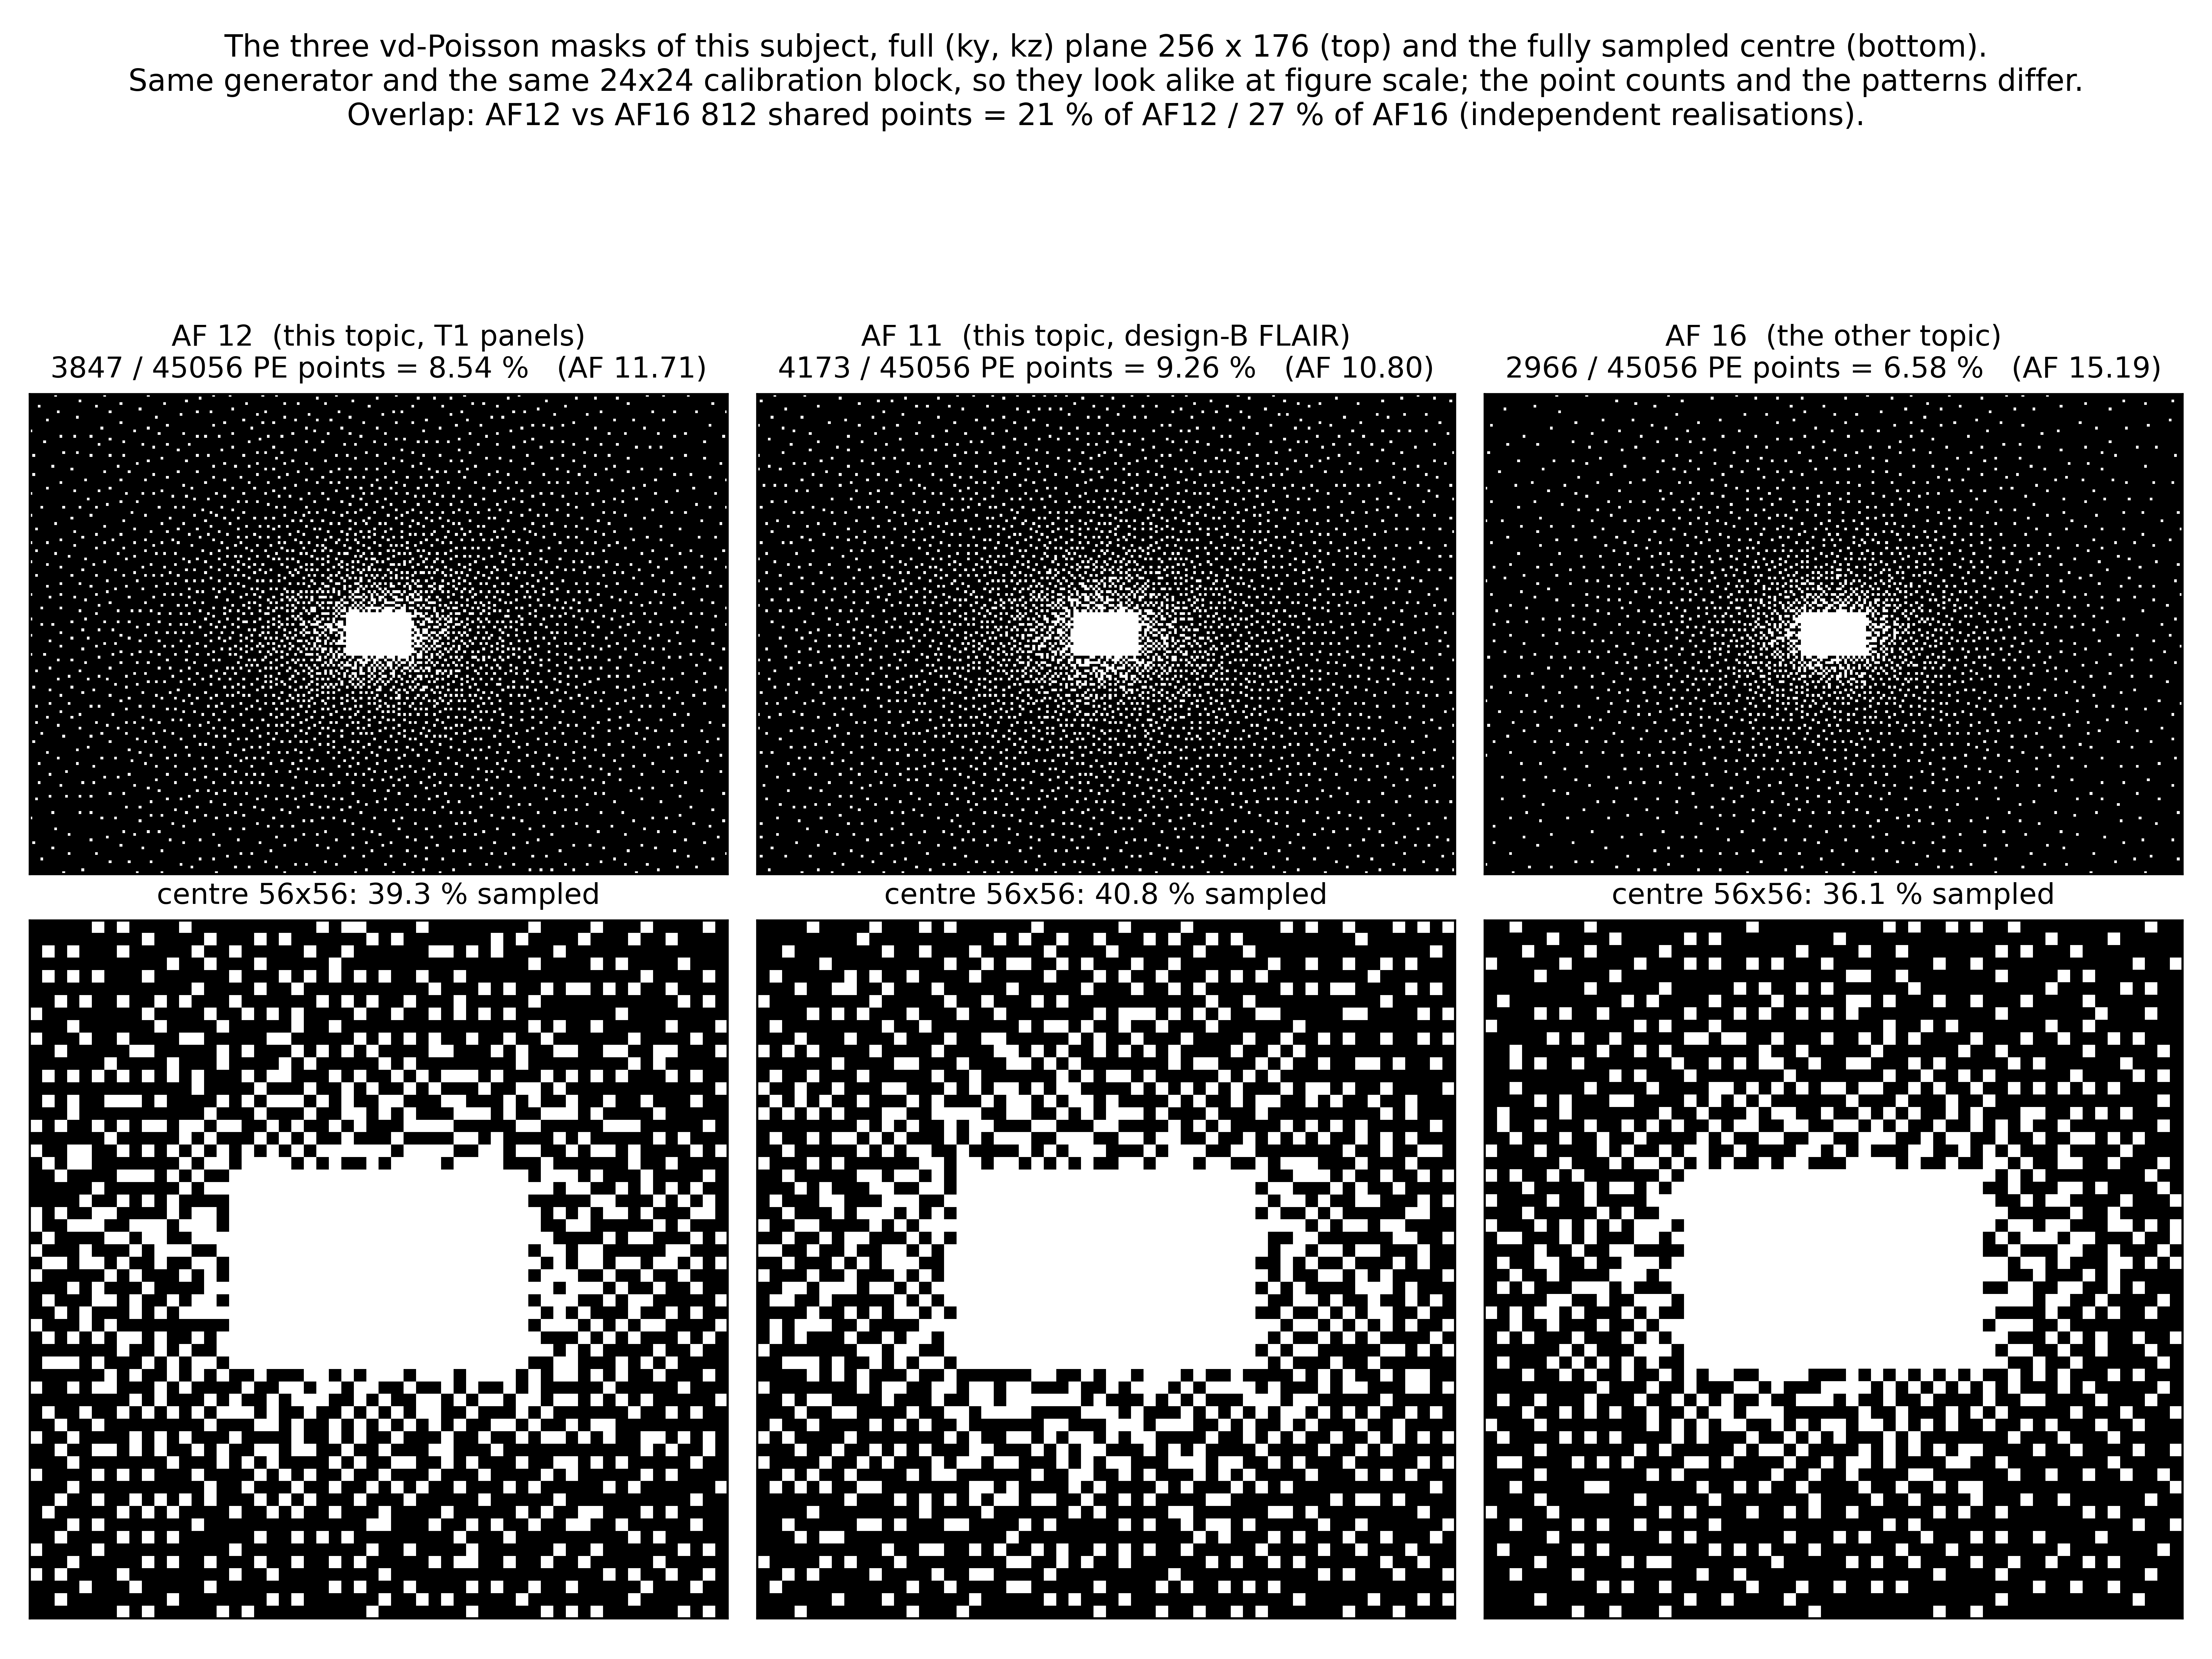 The three vd-Poisson masks of this subject, full (ky, kz) plane 256 x 176 (top) and the fully sampled centre (bottom).
Same generator and the same 24x24 calibration block, so they look alike at figure scale; the point counts and the patterns differ.
Overlap: AF12 vs AF16 812 shared points = 21 % of AF12 / 27 % of AF16 (independent realisations).
AF 12  (this topic, T1 panels)
3847 / 45056 PE points = 8.54 %   (AF 11.71)
AF 11  (this topic, design-B FLAIR)
4173 / 45056 PE points = 9.26 %   (AF 10.80)
AF 16  (the other topic)
2966 / 45056 PE points = 6.58 %   (AF 15.19)
centre 56x56: 39.3 % sampled
centre 56x56: 40.8 % sampled
centre 56x56: 36.1 % sampled